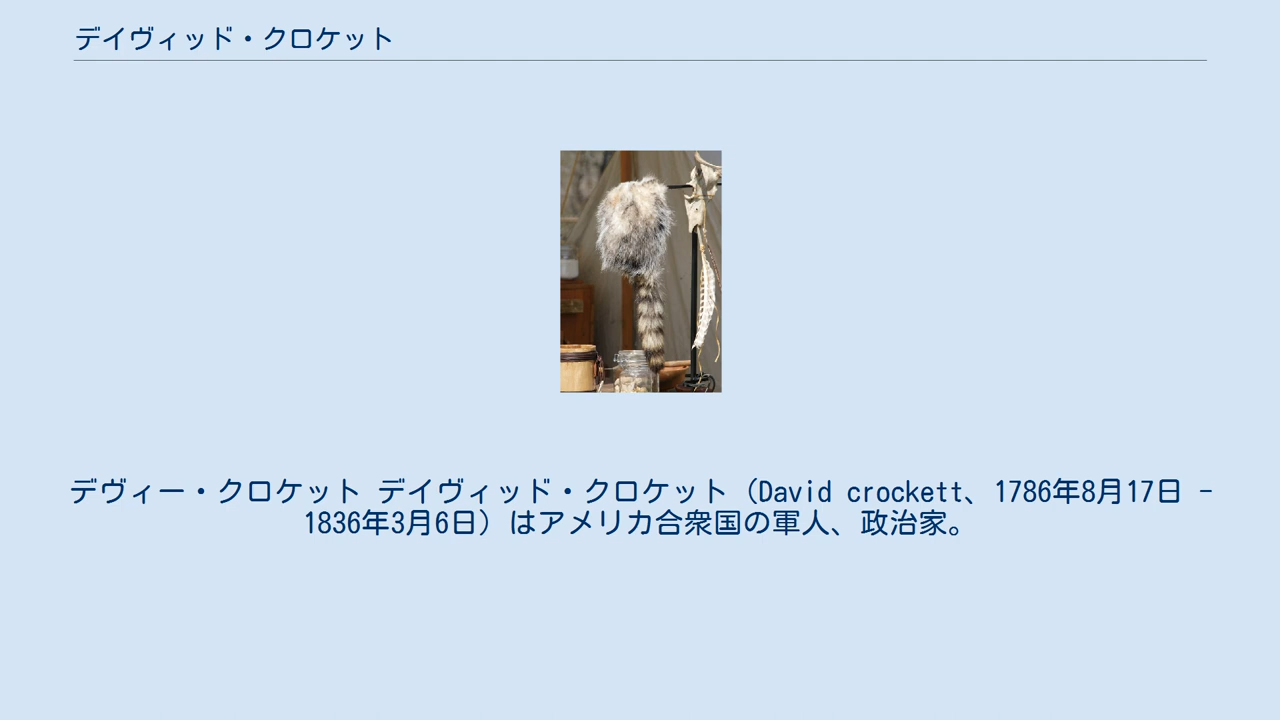 デイヴィッド・クロケット
デヴィー・クロケット デイヴィッド・クロケット（David crockett、1786年8月17日 -
1836年3月6日）はアメリカ合衆国の軍人、政治家。